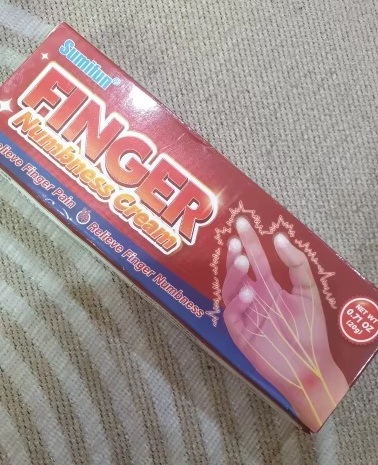 Sumifun®
FINGER
Numbness Cream
Relieve Finger Pain
Relieve Finger Numbness
NET WT
0.71 OZ
(20g)